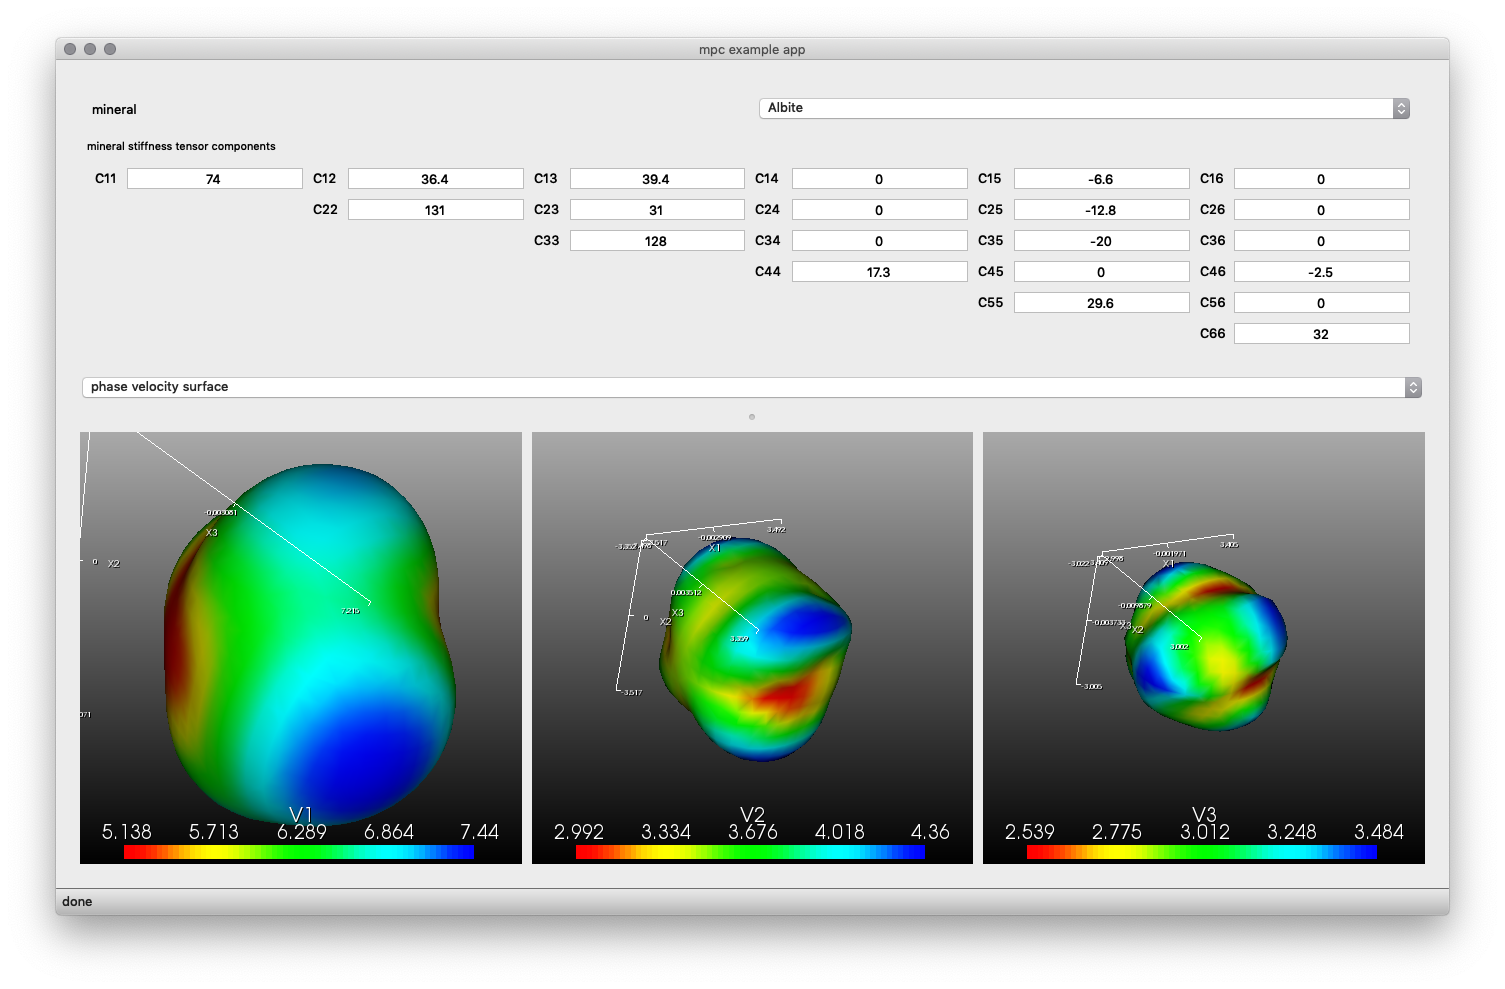 mpc example app
mineral Albite
mineral stiffness tensor components
C11 74 C12 36.4 C13 39.4 C14 0 C15 -6.6 C16 0
C22 131 C23 31 C24 0 C25 -12.8 C26 0
C33 128 C34 0 C35 -20 C36 0
C44 17.3 C45 0 C46 -2.5
C55 29.6 C56 0
C66 32
phase velocity surface
-0.003081
X3
0 X2
7.215
071
V1
5.138 5.713 6.289 6.864 7.44
3.492
-0.002909
X1
0.003512
X3
0 X2
3.359
-3.517
V2
2.992 3.334 3.676 4.018 4.36
3.405
-0.001971
X1
-3.022
-0.009879
-0.003733
X3 X2
3.002
-3.005
V3
2.539 2.775 3.012 3.248 3.484
done